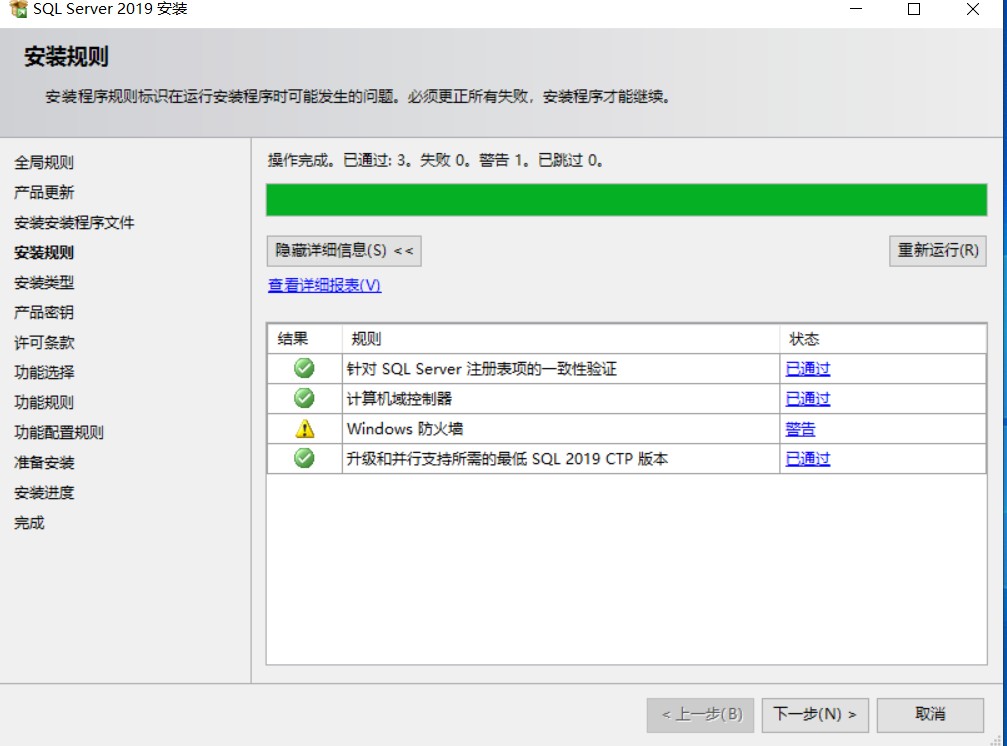 SQL Server 2019 安装
安装规则
安装程序规则标识在运行安装程序时可能发生的问题。必须更正所有失败，安装程序才能继续。
全局规则
产品更新
安装安装程序文件
安装规则
安装类型
产品密钥
许可条款
功能选择
功能规则
功能配置规则
准备安装
安装进度
完成
操作完成。已通过: 3。失败 0。警告 1。已跳过 0。
隐藏详细信息(S) <<
重新运行(R)
查看详细报表(V)
结果 规则 状态
针对 SQL Server 注册表项的一致性验证 已通过
计算机域控制器 已通过
Windows 防火墙 警告
升级和并行支持所需的最低 SQL 2019 CTP 版本 已通过
< 上一步(B) 下一步(N) > 取消